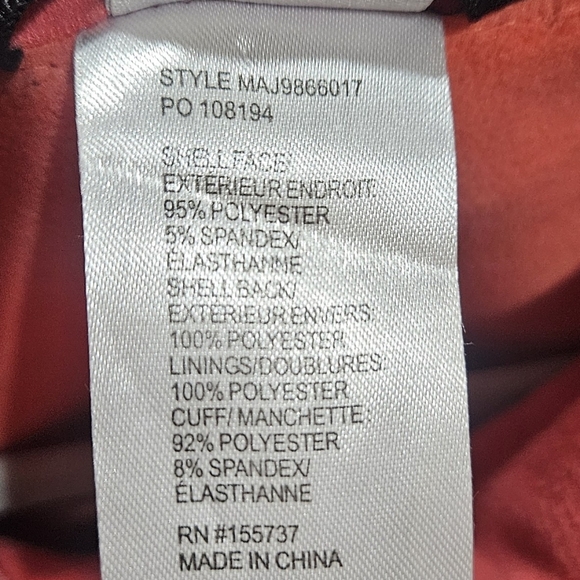 STYLE MAJ9866017
PO 108194
SHELL FACE/
EXTERIEUR ENDROIT:
95% POLYESTER
5% SPANDEX/
ÉLASTHANNE
SHELL BACK/
EXTERIEUR ENVERS:
100% POLYESTER
LININGS/DOUBLURES:
100% POLYESTER
CUFF/ MANCHETTE:
92% POLYESTER
8% SPANDEX/
ÉLASTHANNE
RN #155737
MADE IN CHINA